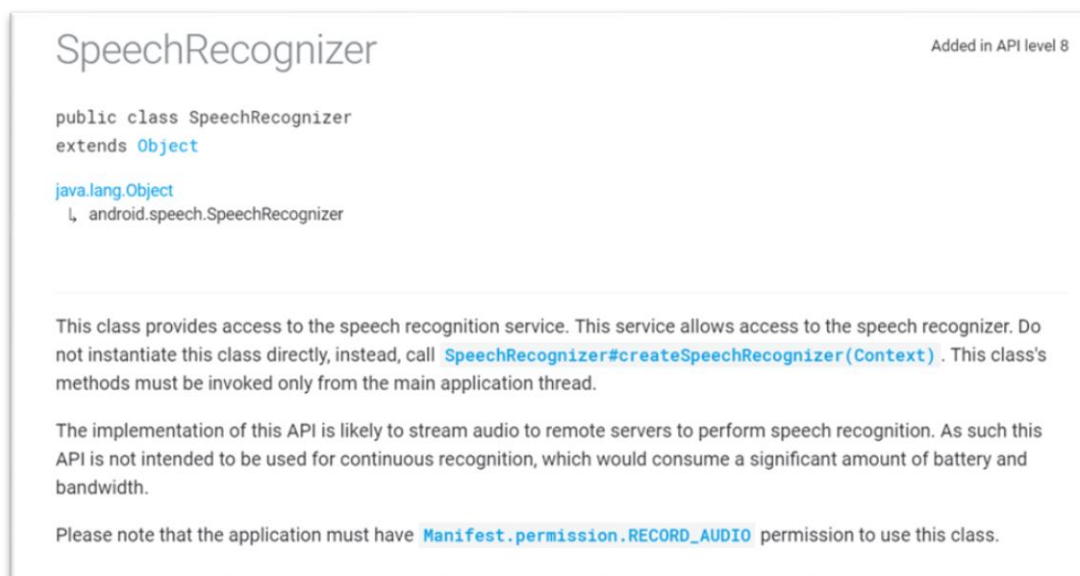 SpeechRecognizer
Added in API level 8
public class SpeechRecognizer
extends Object
java.lang.Object
↳ android.speech.SpeechRecognizer
This class provides access to the speech recognition service. This service allows access to the speech recognizer. Do
not instantiate this class directly, instead, call SpeechRecognizer#createSpeechRecognizer(Context) . This class's
methods must be invoked only from the main application thread.
The implementation of this API is likely to stream audio to remote servers to perform speech recognition. As such this
API is not intended to be used for continuous recognition, which would consume a significant amount of battery and
bandwidth.
Please note that the application must have Manifest.permission.RECORD_AUDIO permission to use this class.